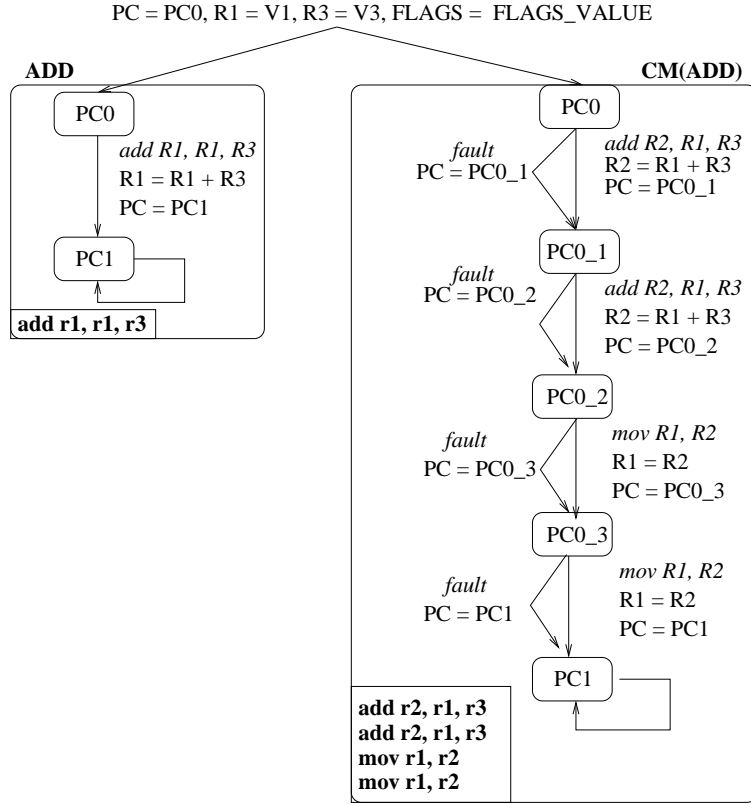 PC = PC0, R1 = V1, R3 = V3, FLAGS = FLAGS_VALUE
ADD
PC0
add R1, R1, R3
R1 = R1 + R3
PC = PC1
PC1
add r1, r1, r3
CM(ADD)
PC0
fault
PC = PC0_1
add R2, R1, R3
R2 = R1 + R3
PC = PC0_1
PC0_1
fault
PC = PC0_2
add R2, R1, R3
R2 = R1 + R3
PC = PC0_2
PC0_2
fault
PC = PC0_3
mov R1, R2
R1 = R2
PC = PC0_3
PC0_3
fault
PC = PC1
mov R1, R2
R1 = R2
PC = PC1
PC1
add r2, r1, r3
add r2, r1, r3
mov r1, r2
mov r1, r2